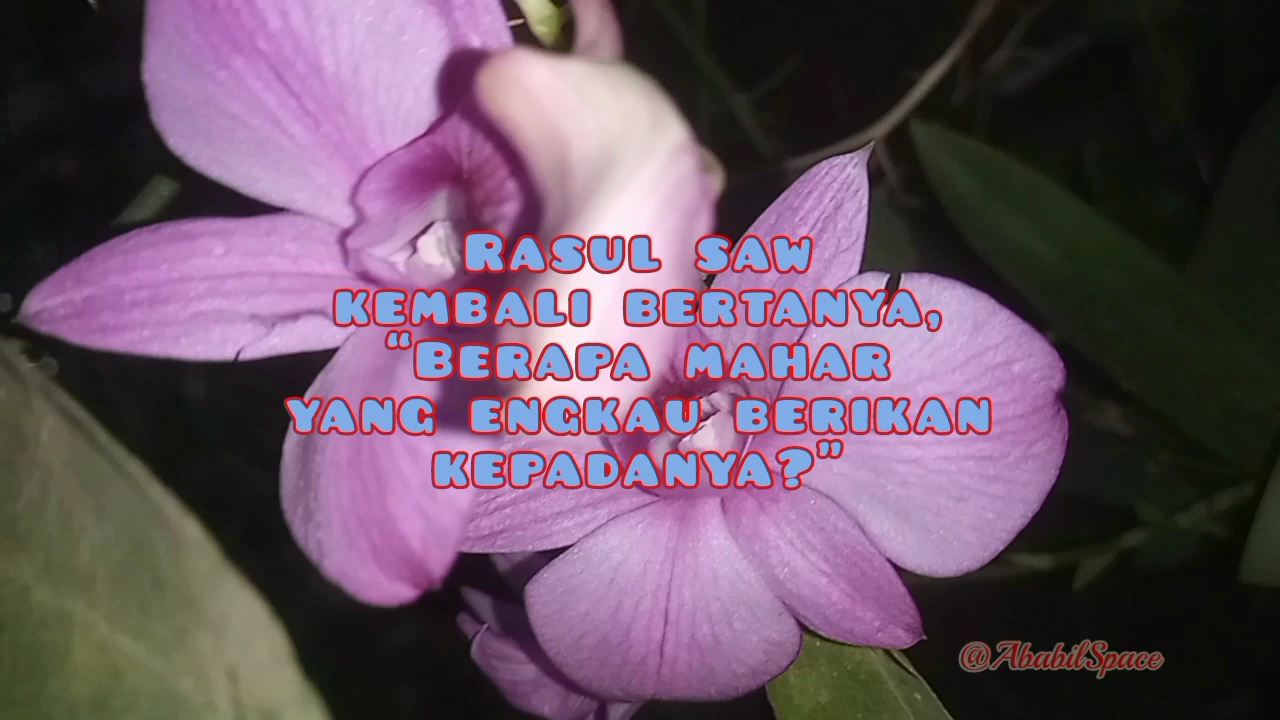 Rasul saw
kembali bertanya,
“Berapa mahar
yang engkau berikan
kepadanya?”
@AbabilSpace